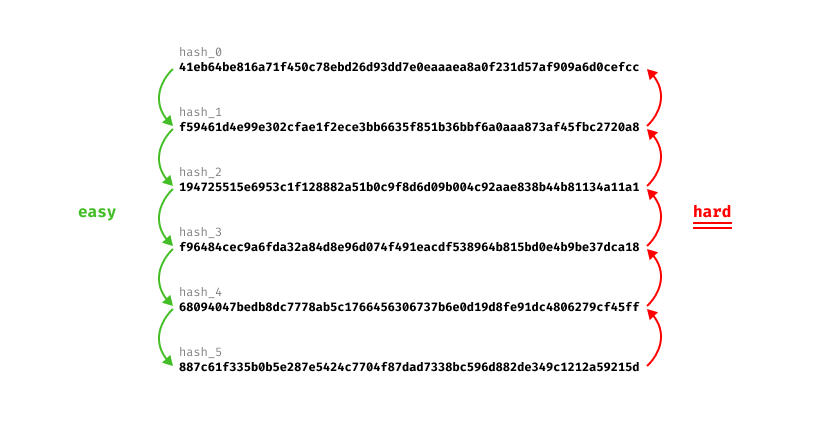 hash_0
41eb64be816a71f450c78ebd26d93dd7e0eaaaea8a0f231d57af909a6d0cefcc
hash_1
f59461d4e99e302cfae1f2ece3bb6635f851b36bbf6a0aaa873af45fbc2720a8
hash_2
194725515e6953c1f128882a51b0c9f8d6d09b004c92aae838b44b81134a11a1
easy
hard
hash_3
f96484cec9a6fda32a84d8e96d074f491eacdf538964b815bd0e4b9be37dca18
hash_4
68094047bedb8dc7778ab5c1766456306737b6e0d19d8fe91dc4806279cf45ff
hash_5
887c61f335b0b5e287e5424c7704f87dad7338bc596d882de349c1212a59215d